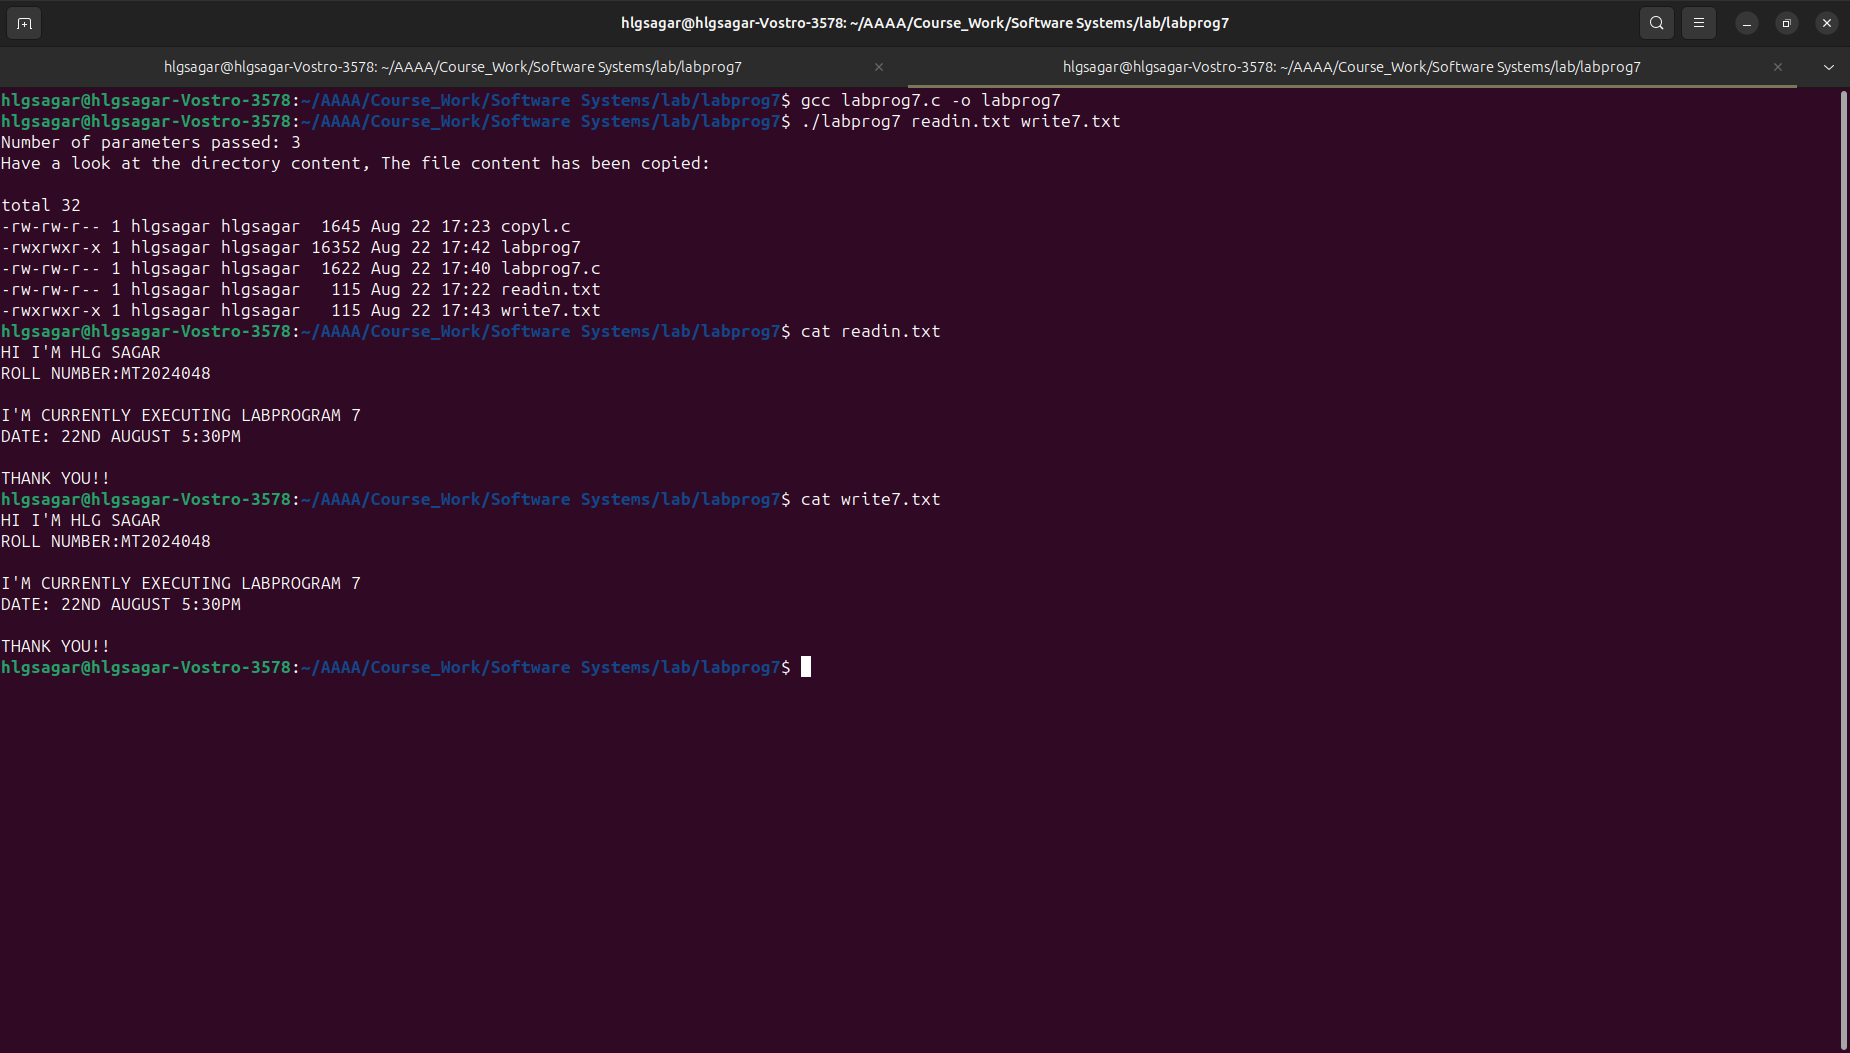 hlgsagar@hlgsagar-Vostro-3578: ~/AAAA/Course_Work/Software Systems/lab/labprog7
hlgsagar@hlgsagar-Vostro-3578: ~/AAAA/Course_Work/Software Systems/lab/labprog7
hlgsagar@hlgsagar-Vostro-3578: ~/AAAA/Course_Work/Software Systems/lab/labprog7
hlgsagar@hlgsagar-Vostro-3578:~/AAAA/Course_Work/Software Systems/lab/labprog7$ gcc labprog7.c -o labprog7
hlgsagar@hlgsagar-Vostro-3578:~/AAAA/Course_Work/Software Systems/lab/labprog7$ ./labprog7 readin.txt write7.txt
Number of parameters passed: 3
Have a look at the directory content, The file content has been copied:
total 32
-rw-rw-r-- 1 hlgsagar hlgsagar  1645 Aug 22 17:23 copyl.c
-rwxrwxr-x 1 hlgsagar hlgsagar 16352 Aug 22 17:42 labprog7
-rw-rw-r-- 1 hlgsagar hlgsagar  1622 Aug 22 17:40 labprog7.c
-rw-rw-r-- 1 hlgsagar hlgsagar   115 Aug 22 17:22 readin.txt
-rwxrwxr-x 1 hlgsagar hlgsagar   115 Aug 22 17:43 write7.txt
hlgsagar@hlgsagar-Vostro-3578:~/AAAA/Course_Work/Software Systems/lab/labprog7$ cat readin.txt
HI I'M HLG SAGAR
ROLL NUMBER:MT2024048
I'M CURRENTLY EXECUTING LABPROGRAM 7
DATE: 22ND AUGUST 5:30PM
THANK YOU!!
hlgsagar@hlgsagar-Vostro-3578:~/AAAA/Course_Work/Software Systems/lab/labprog7$ cat write7.txt
HI I'M HLG SAGAR
ROLL NUMBER:MT2024048
I'M CURRENTLY EXECUTING LABPROGRAM 7
DATE: 22ND AUGUST 5:30PM
THANK YOU!!
hlgsagar@hlgsagar-Vostro-3578:~/AAAA/Course_Work/Software Systems/lab/labprog7$